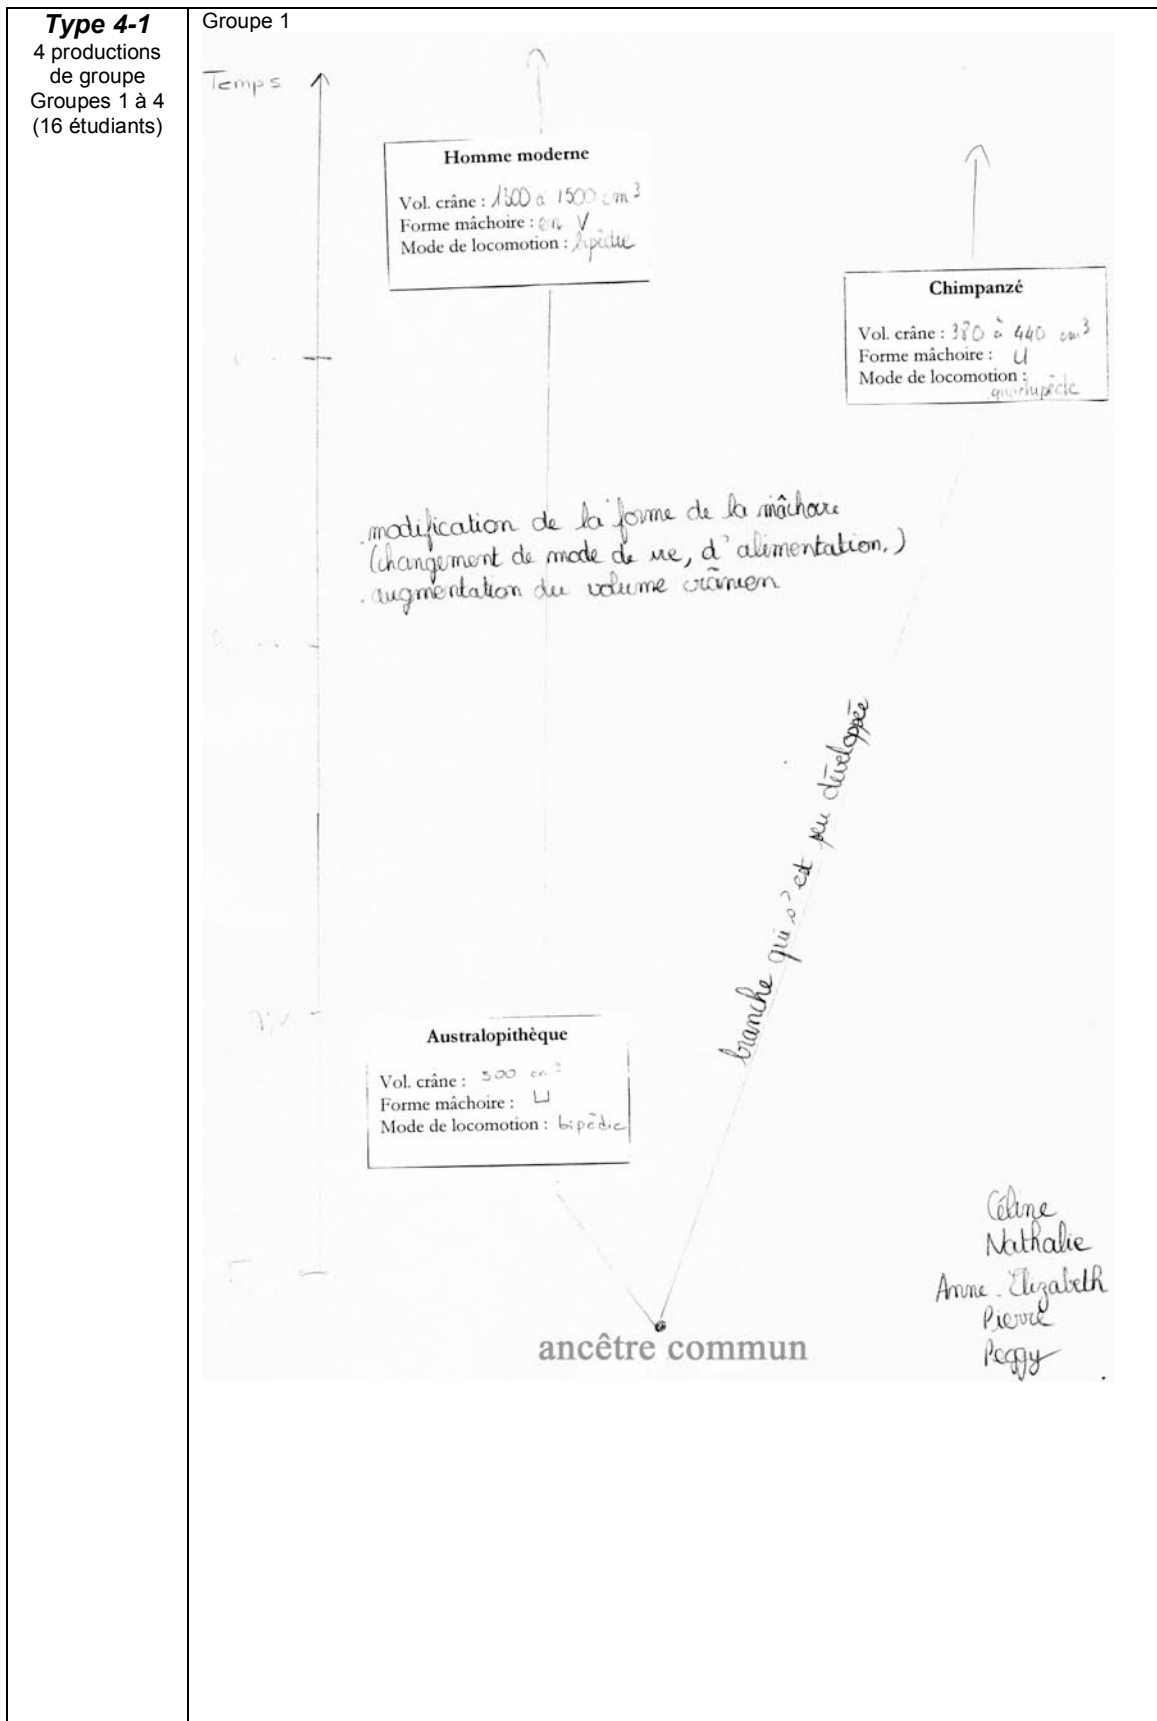 Type 4-1
4 productions
de groupe
Groupes 1 à 4
(16 étudiants)
Groupe 1
Temps
Homme moderne
Vol. crâne : 1300 à 1500 cm³
Forme mâchoire : en V
Mode de locomotion : bipédie
Chimpanzé
Vol. crâne : 380 à 440 cm³
Forme mâchoire : U
Mode de locomotion :
quadrupède
. modification de la forme de la mâchoire
(changement de mode de vie, d'alimentation,)
. augmentation du volume crânien
branche qui s'est peu développée
Australopithèque
Vol. crâne : 500 cm³
Forme mâchoire : U
Mode de locomotion : bipédie
ancêtre commun
Céline
Nathalie
Anne-Elizabeth
Pierre
Peggy